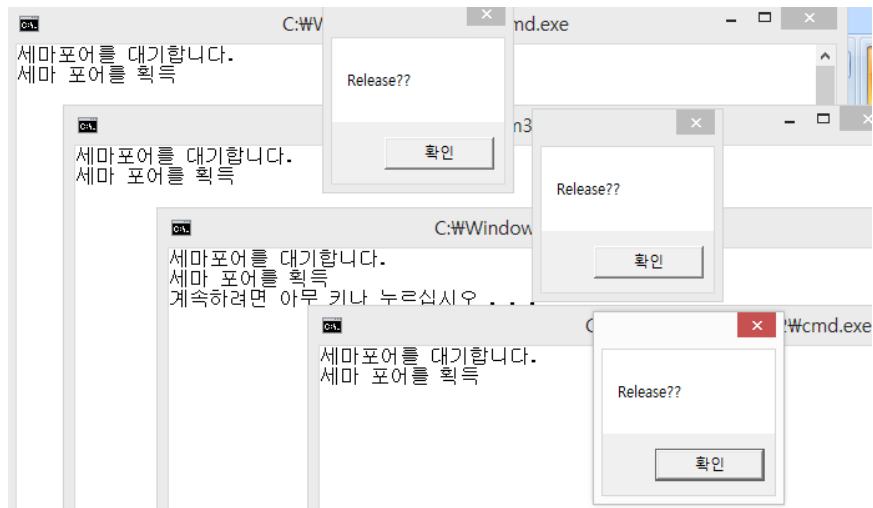 C:\W
md.exe
세마포어를 대기합니다.
세마 포어를 획득
Release??
확인
m3
세마포어를 대기합니다.
세마 포어를 획득
Release??
확인
C:\Window
세마포어를 대기합니다.
세마 포어를 획득
계속하려면 아무 키나 누르십시오 . . .
2\cmd.exe
세마포어를 대기합니다.
세마 포어를 획득
Release??
확인